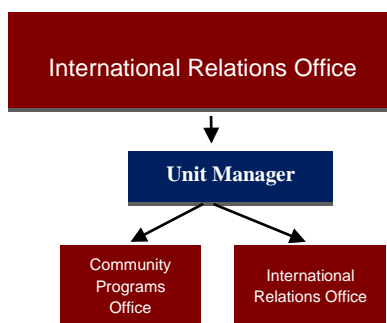 International Relations Office
Unit Manager
Community
Programs
Office
International
Relations Office